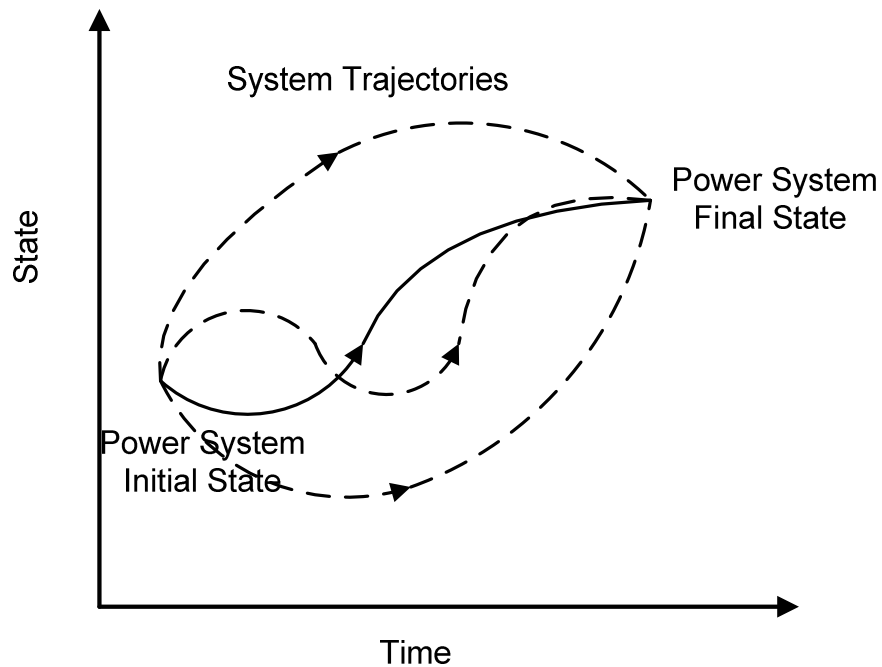 System Trajectories
Power System
Final State
State
Power System
Initial State
Time